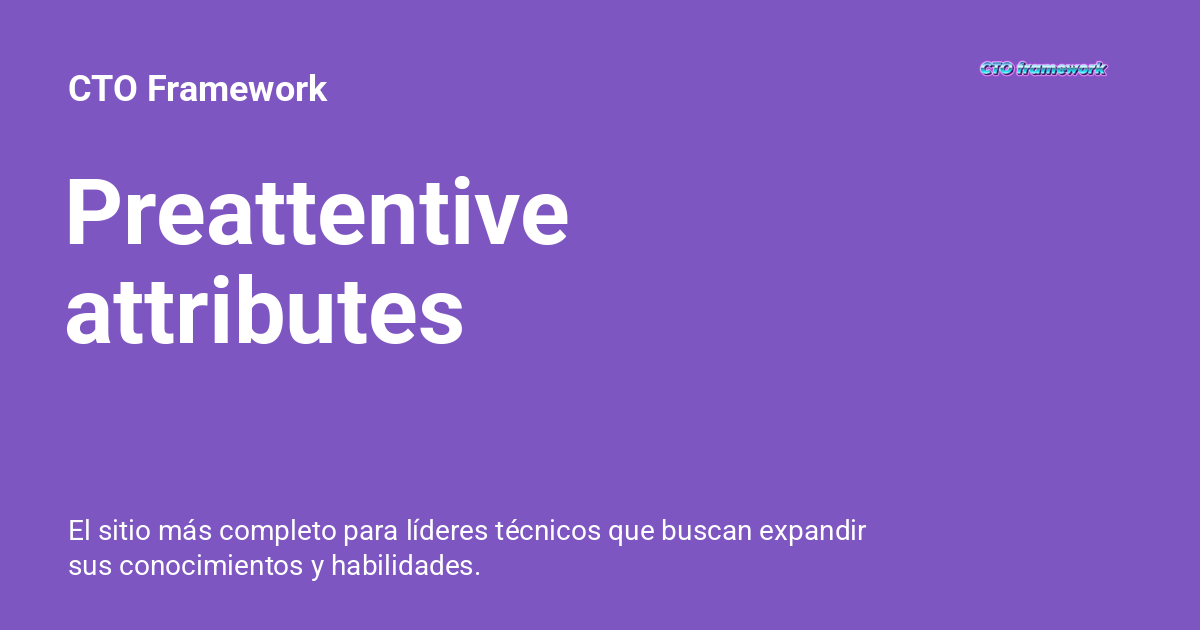 CTO Framework
CTO framework
Preattentive
attributes
El sitio más completo para líderes técnicos que buscan expandir
sus conocimientos y habilidades.